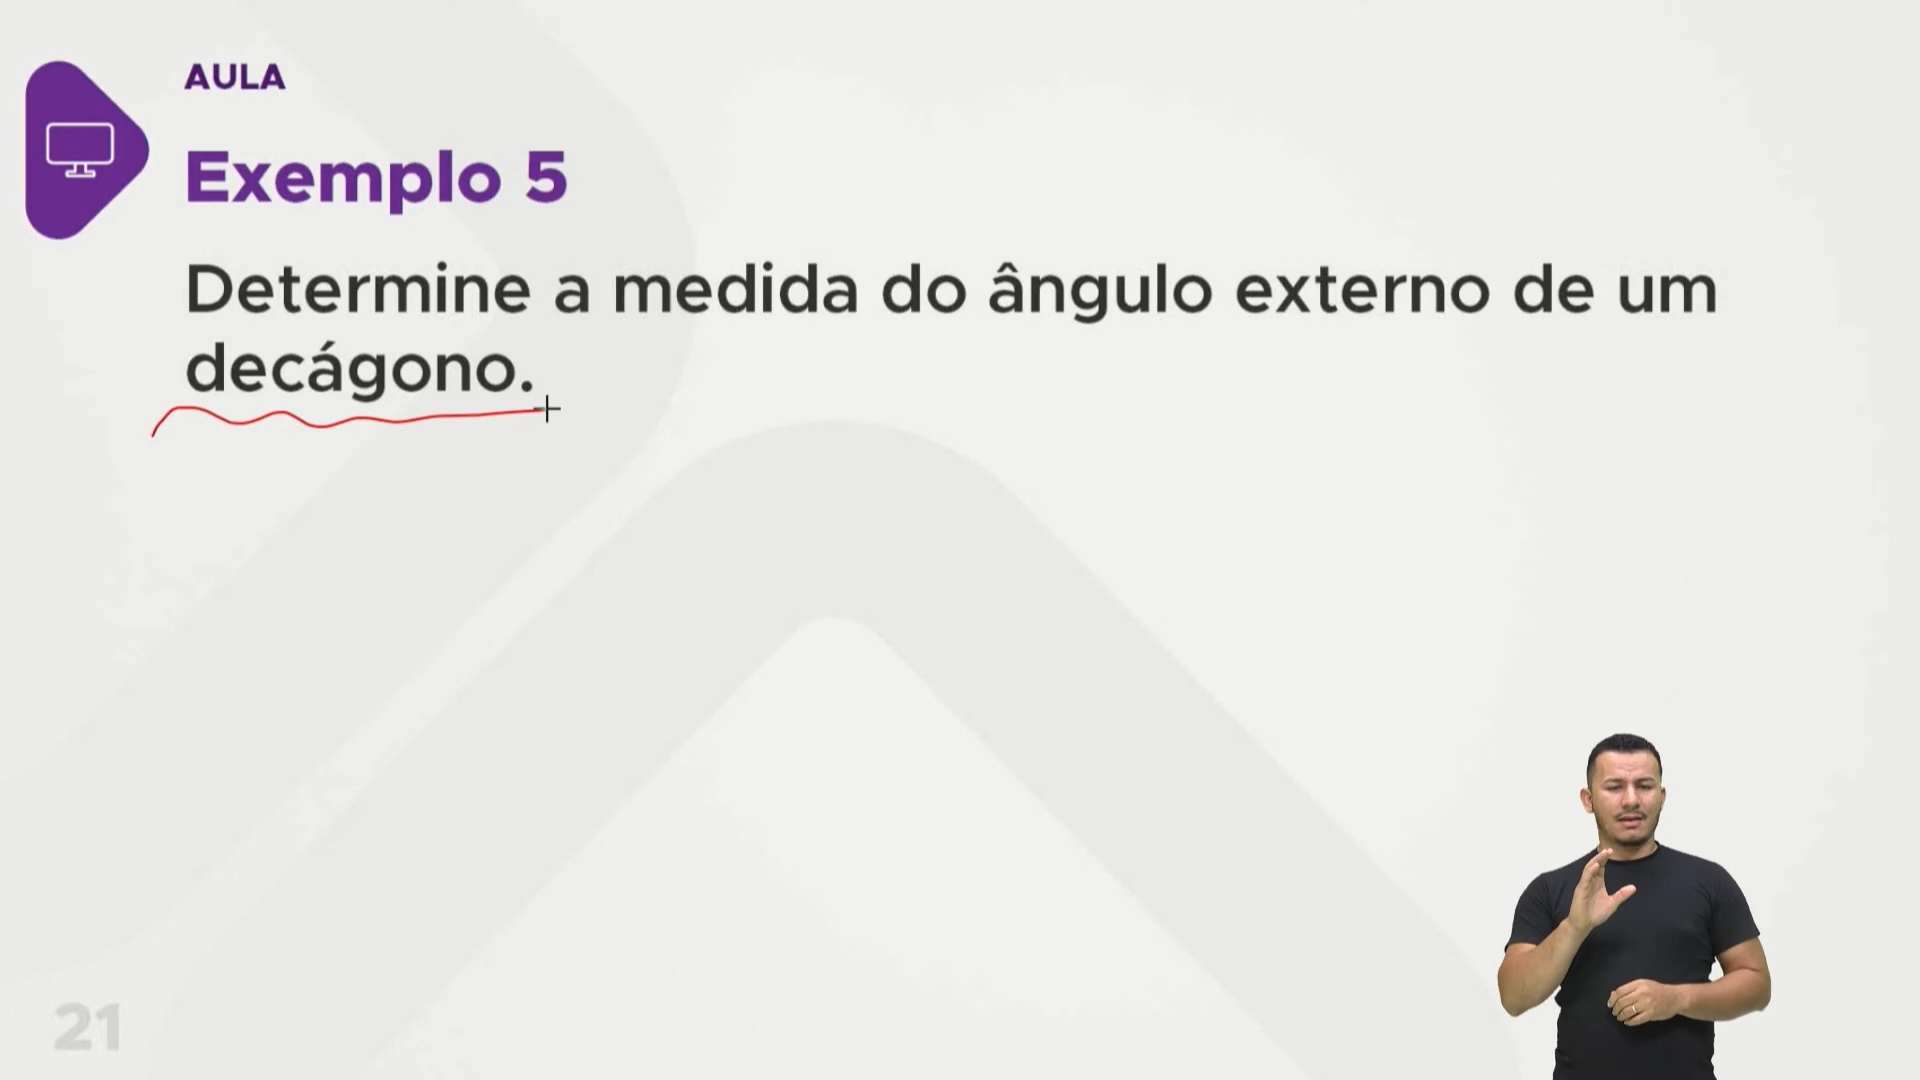 AULA
Exemplo 5
Determine a medida do ângulo externo de um
decágono.
21